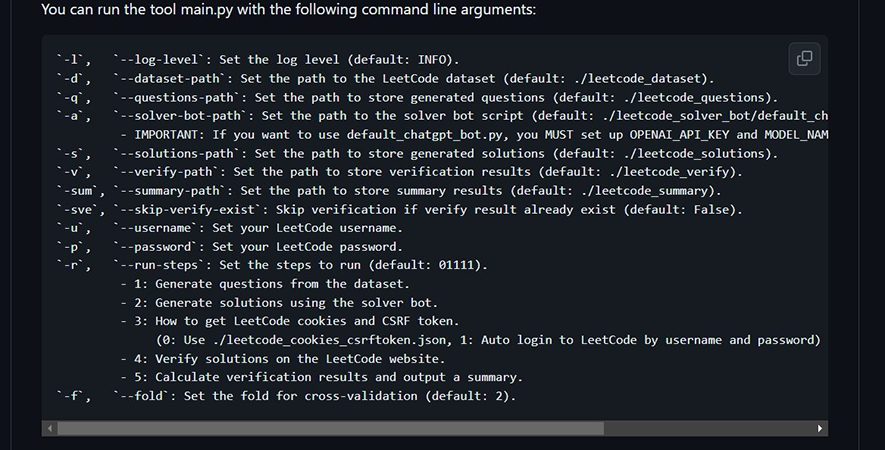 You can run the tool main.py with the following command line arguments:
`-l`,   `--log-level`: Set the log level (default: INFO).
`-d`,   `--dataset-path`: Set the path to the LeetCode dataset (default: ./leetcode_dataset).
`-q`,   `--questions-path`: Set the path to store generated questions (default: ./leetcode_questions).
`-a`,   `--solver-bot-path`: Set the path to the solver bot script (default: ./leetcode_solver_bot/default_ch
- IMPORTANT: If you want to use default_chatgpt_bot.py, you MUST set up OPENAI_API_KEY and MODEL_NAM
`-s`,   `--solutions-path`: Set the path to store generated solutions (default: ./leetcode_solutions).
`-v`,   `--verify-path`: Set the path to store verification results (default: ./leetcode_verify).
`-sum`, `--summary-path`: Set the path to store summary results (default: ./leetcode_summary).
`-sve`, `--skip-verify-exist`: Skip verification if verify result already exist (default: False).
`-u`,   `--username`: Set your LeetCode username.
`-p`,   `--password`: Set your LeetCode password.
`-r`,   `--run-steps`: Set the steps to run (default: 01111).
- 1: Generate questions from the dataset.
- 2: Generate solutions using the solver bot.
- 3: How to get LeetCode cookies and CSRF token.
(0: Use ./leetcode_cookies_csrftoken.json, 1: Auto login to LeetCode by username and password)
- 4: Verify solutions on the LeetCode website.
- 5: Calculate verification results and output a summary.
`-f`,   `--fold`: Set the fold for cross-validation (default: 2).